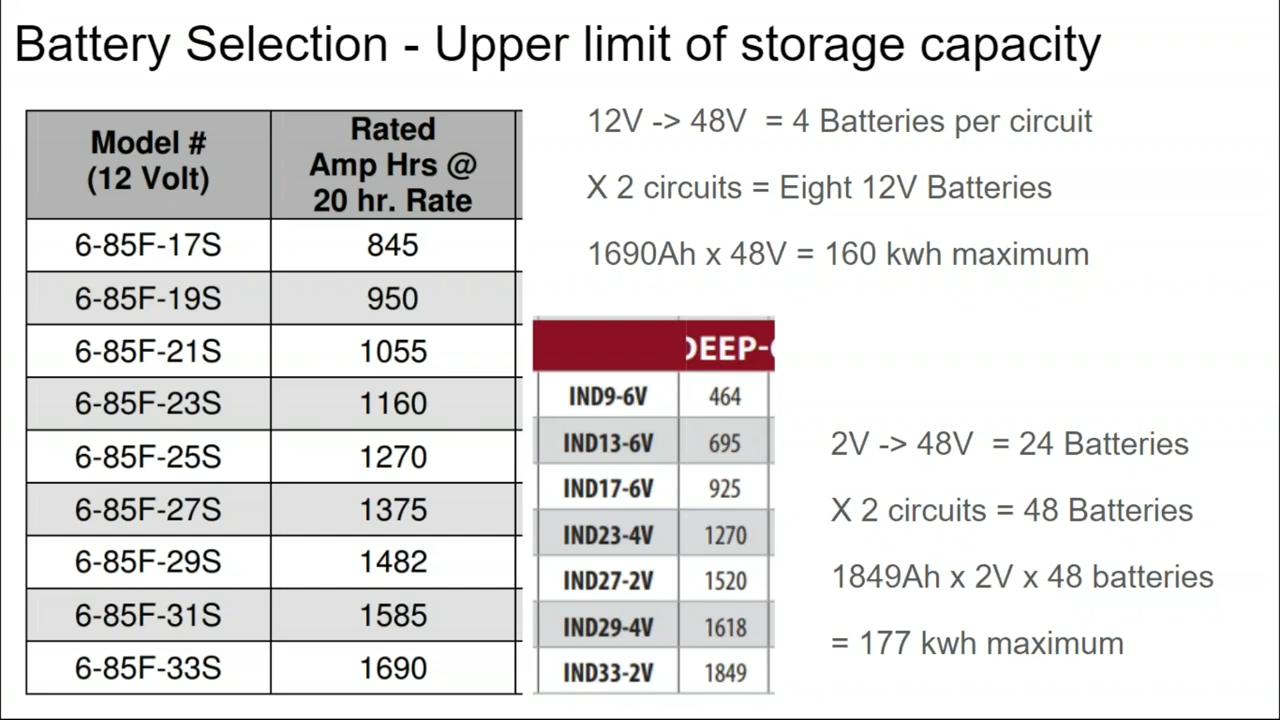 Battery Selection - Upper limit of storage capacity
Model #
(12 Volt)
Rated
Amp Hrs @
20 hr. Rate
6-85F-17S 845
6-85F-19S 950
6-85F-21S 1055
6-85F-23S 1160
6-85F-25S 1270
6-85F-27S 1375
6-85F-29S 1482
6-85F-31S 1585
6-85F-33S 1690
12V -> 48V = 4 Batteries per circuit
X 2 circuits = Eight 12V Batteries
1690Ah x 48V = 160 kwh maximum
DEEP-
IND9-6V 464
IND13-6V 695
IND17-6V 925
IND23-4V 1270
IND27-2V 1520
IND29-4V 1618
IND33-2V 1849
2V -> 48V = 24 Batteries
X 2 circuits = 48 Batteries
1849Ah x 2V x 48 batteries
= 177 kwh maximum